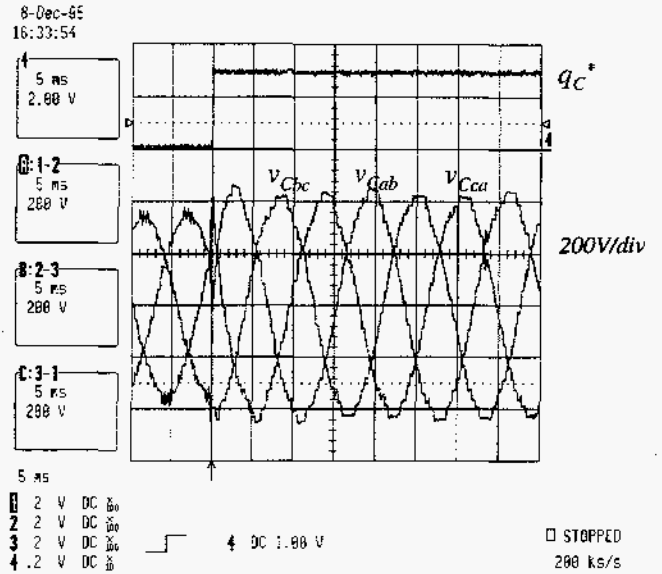 8-Dec-95
16:33:54
4
5 ms
2.00 V
A:1-2
5 ms
200 V
B:2-3
5 ms
200 V
C:3-1
5 ms
200 V
5 ms
1 2 V DC
2 2 V DC
3 2 V DC
4 .2 V DC
4 DC 1.00 V
STOPPED
200 kS/s
4
qC*
vCbc vCab vCca
200V/div